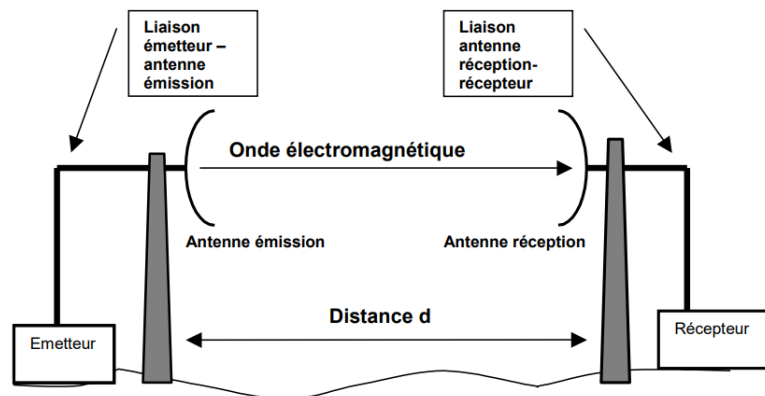 Liaison
émetteur –
antenne
émission
Liaison
antenne
réception-
récepteur
Onde électromagnétique
Antenne émission
Antenne réception
Distance d
Emetteur
Récepteur